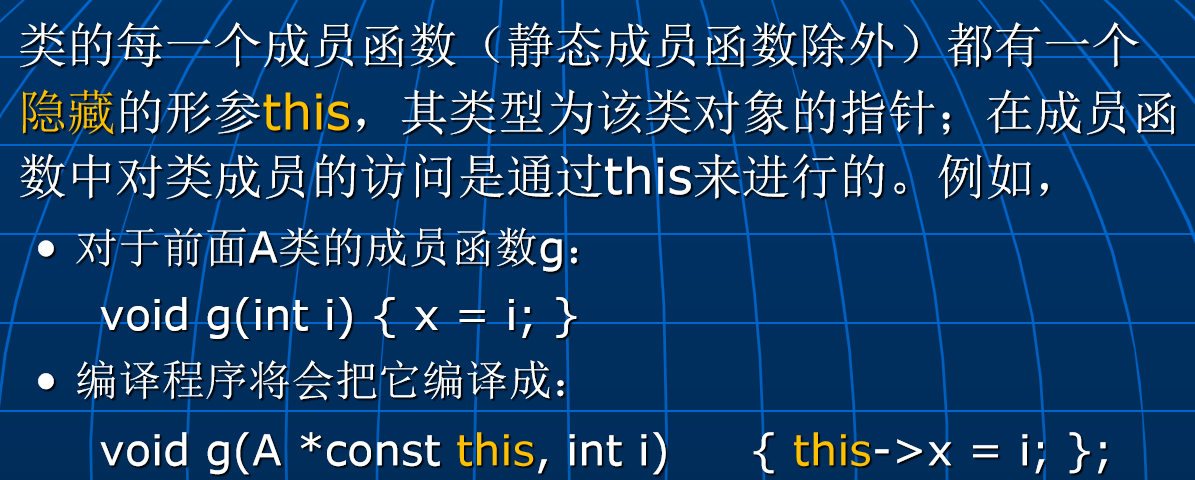 类的每一个成员函数（静态成员函数除外）都有一个
隐藏的形参this，其类型为该类对象的指针；在成员函
数中对类成员的访问是通过this来进行的。例如，
• 对于前面A类的成员函数g：
void g(int i) { x = i; }
• 编译程序将会把它编译成：
void g(A *const this, int i) { this->x = i; };